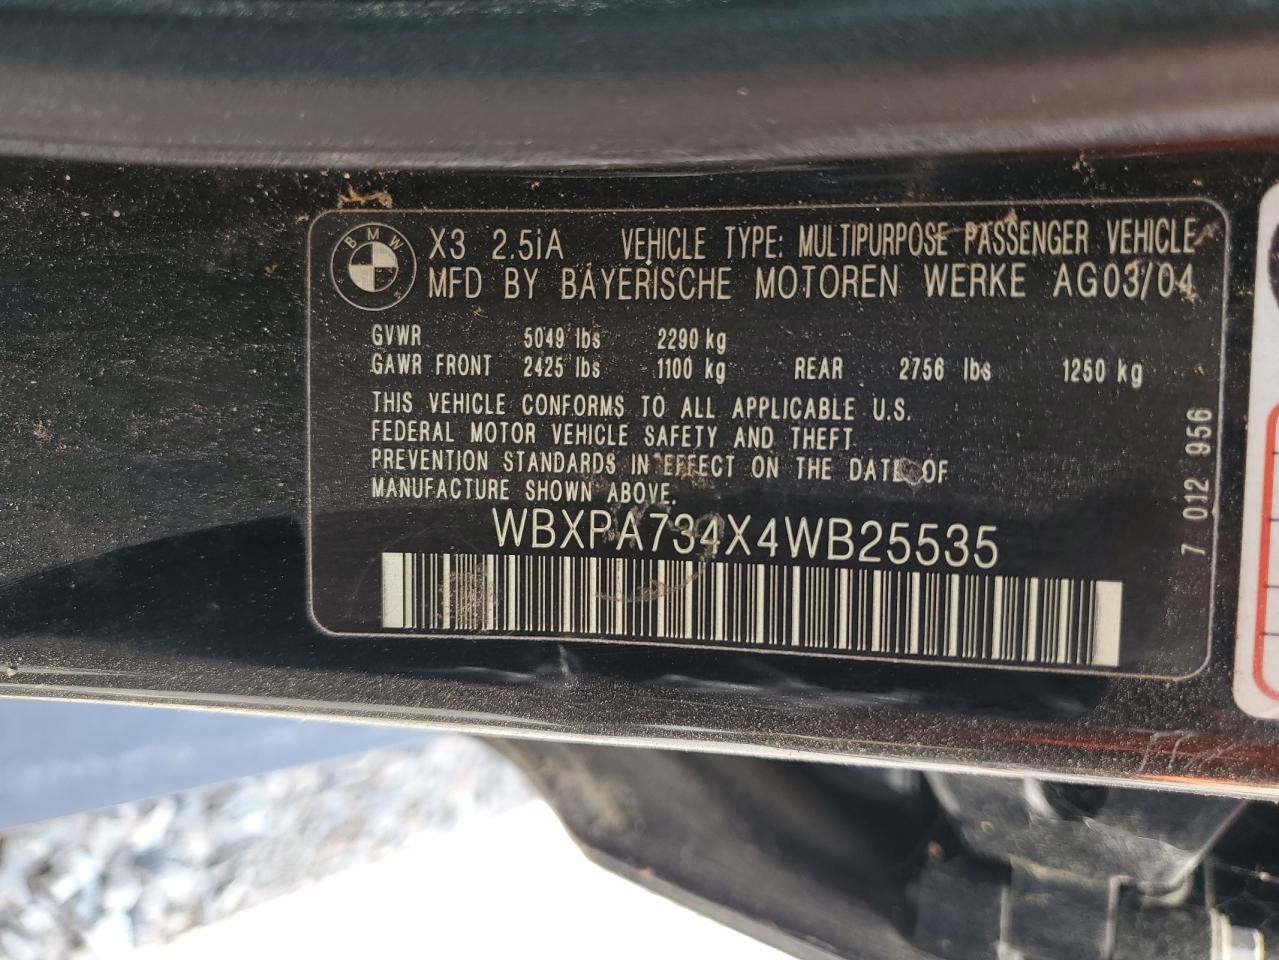 BMW
X3 2.5iA VEHICLE TYPE: MULTIPURPOSE PASSENGER VEHICLE
MFD BY BAYERISCHE MOTOREN WERKE AG03/04
GVWR 5049 lbs 2290 kg
GAWR FRONT 2425 lbs 1100 kg REAR 2756 lbs 1250 kg
THIS VEHICLE CONFORMS TO ALL APPLICABLE U.S.
FEDERAL MOTOR VEHICLE SAFETY AND THEFT
PREVENTION STANDARDS IN EFFECT ON THE DATE OF
MANUFACTURE SHOWN ABOVE.
WBXPA734X4WB25535
7 012 956